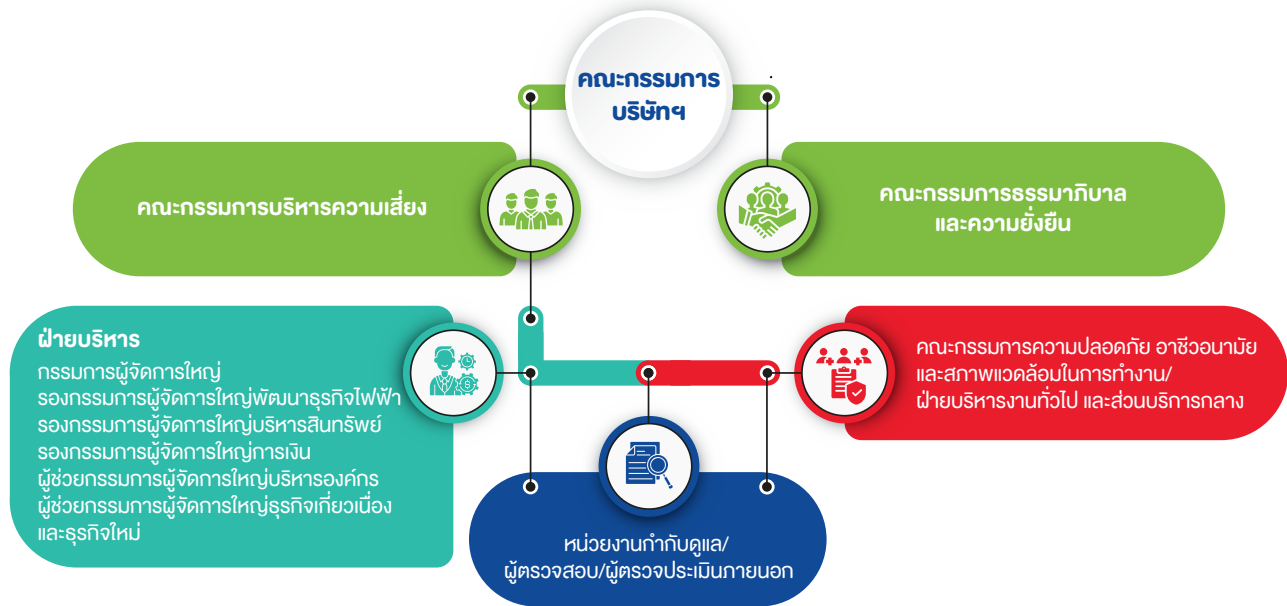 คณะกรรมการ
บริษัทฯ
คณะกรรมการบริหารความเสี่ยง
คณะกรรมการธรรมาภิบาล
และความยั่งยืน
ฝ่ายบริหาร
กรรมการผู้จัดการใหญ่
รองกรรมการผู้จัดการใหญ่พัฒนาธุรกิจไฟฟ้า
รองกรรมการผู้จัดการใหญ่บริหารสินทรัพย์
รองกรรมการผู้จัดการใหญ่การเงิน
ผู้ช่วยกรรมการผู้จัดการใหญ่บริหารองค์กร
ผู้ช่วยกรรมการผู้จัดการใหญ่ธุรกิจเกี่ยวเนื่อง
และธุรกิจใหม่
คณะกรรมการความปลอดภัย อาชีวอนามัย
และสภาพแวดล้อมในการทำงาน/
ฝ่ายบริหารงานทั่วไป และส่วนบริการกลาง
หน่วยงานกำกับดูแล/
ผู้ตรวจสอบ/ผู้ตรวจประเมินภายนอก